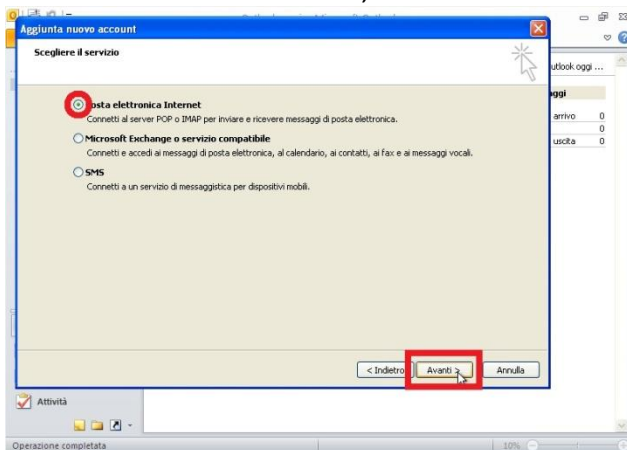 Aggiunta nuovo account
Scegliere il servizio
utlook oggi ...
Posta elettronica Internet
Connetti al server POP o IMAP per inviare e ricevere messaggi di posta elettronica.
Microsoft Exchange o servizio compatibile
Connetti e accedi ai messaggi di posta elettronica, al calendario, ai contatti, ai fax e ai messaggi vocali.
SMS
Connetti a un servizio di messaggistica per dispositivi mobili.
aggi
arrivo 0
0
uscita 0
< Indietro Avanti > Annulla
Attività
Operazione completata 10%